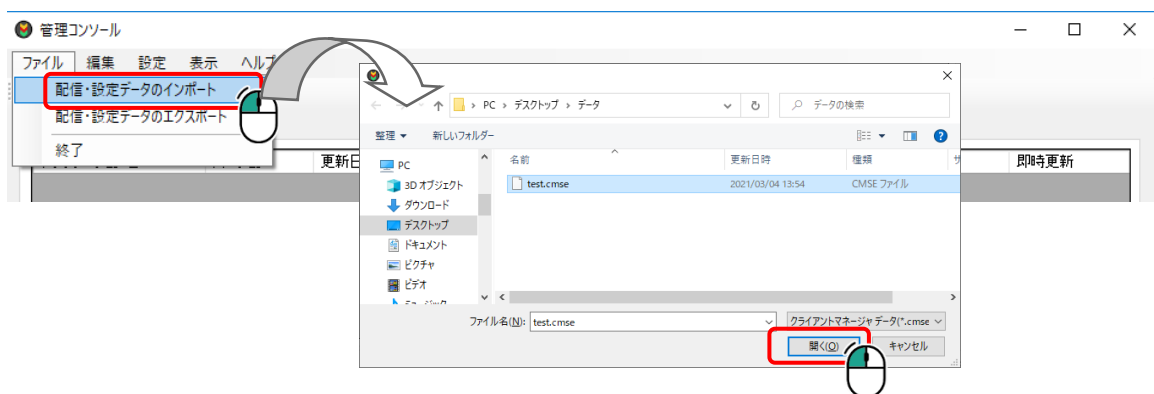 管理コンソール
ファイル 編集 設定 表示 ヘルプ
配信・設定データのインポート
配信・設定データのエクスポート
終了
更新日
即時更新
PC › デスクトップ › データ
データの検索
整理
新しいフォルダー
名前
更新日時
種類
PC
test.cmse
2021/03/04 13:54
CMSE ファイル
3D オブジェクト
ダウンロード
デスクトップ
ドキュメント
ピクチャ
ビデオ
ファイル名(N):
test.cmse
クライアントマネージャ データ(*.cmse
開く(O)
キャンセル